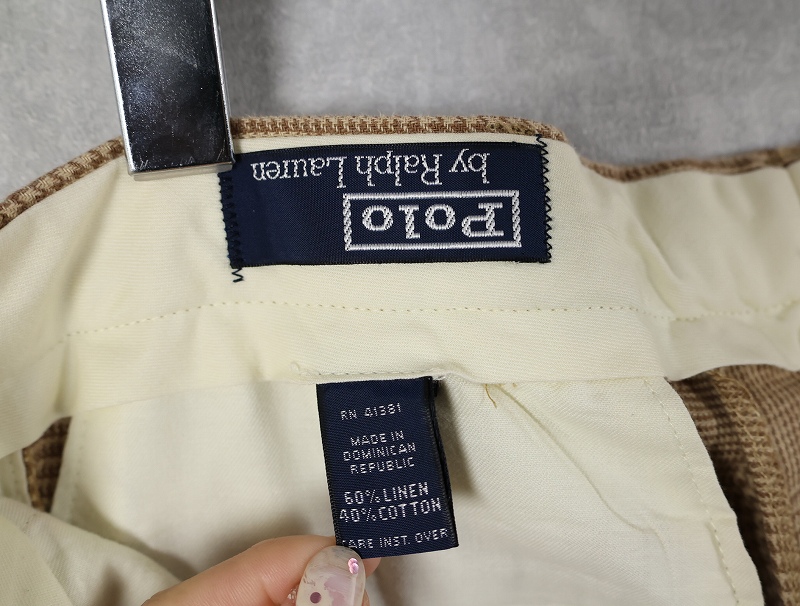 Polo
by Ralph Lauren
RN 41381
MADE IN
DOMINICAN
REPUBLIC
60% LINEN
40% COTTON
CARE INST. OVER